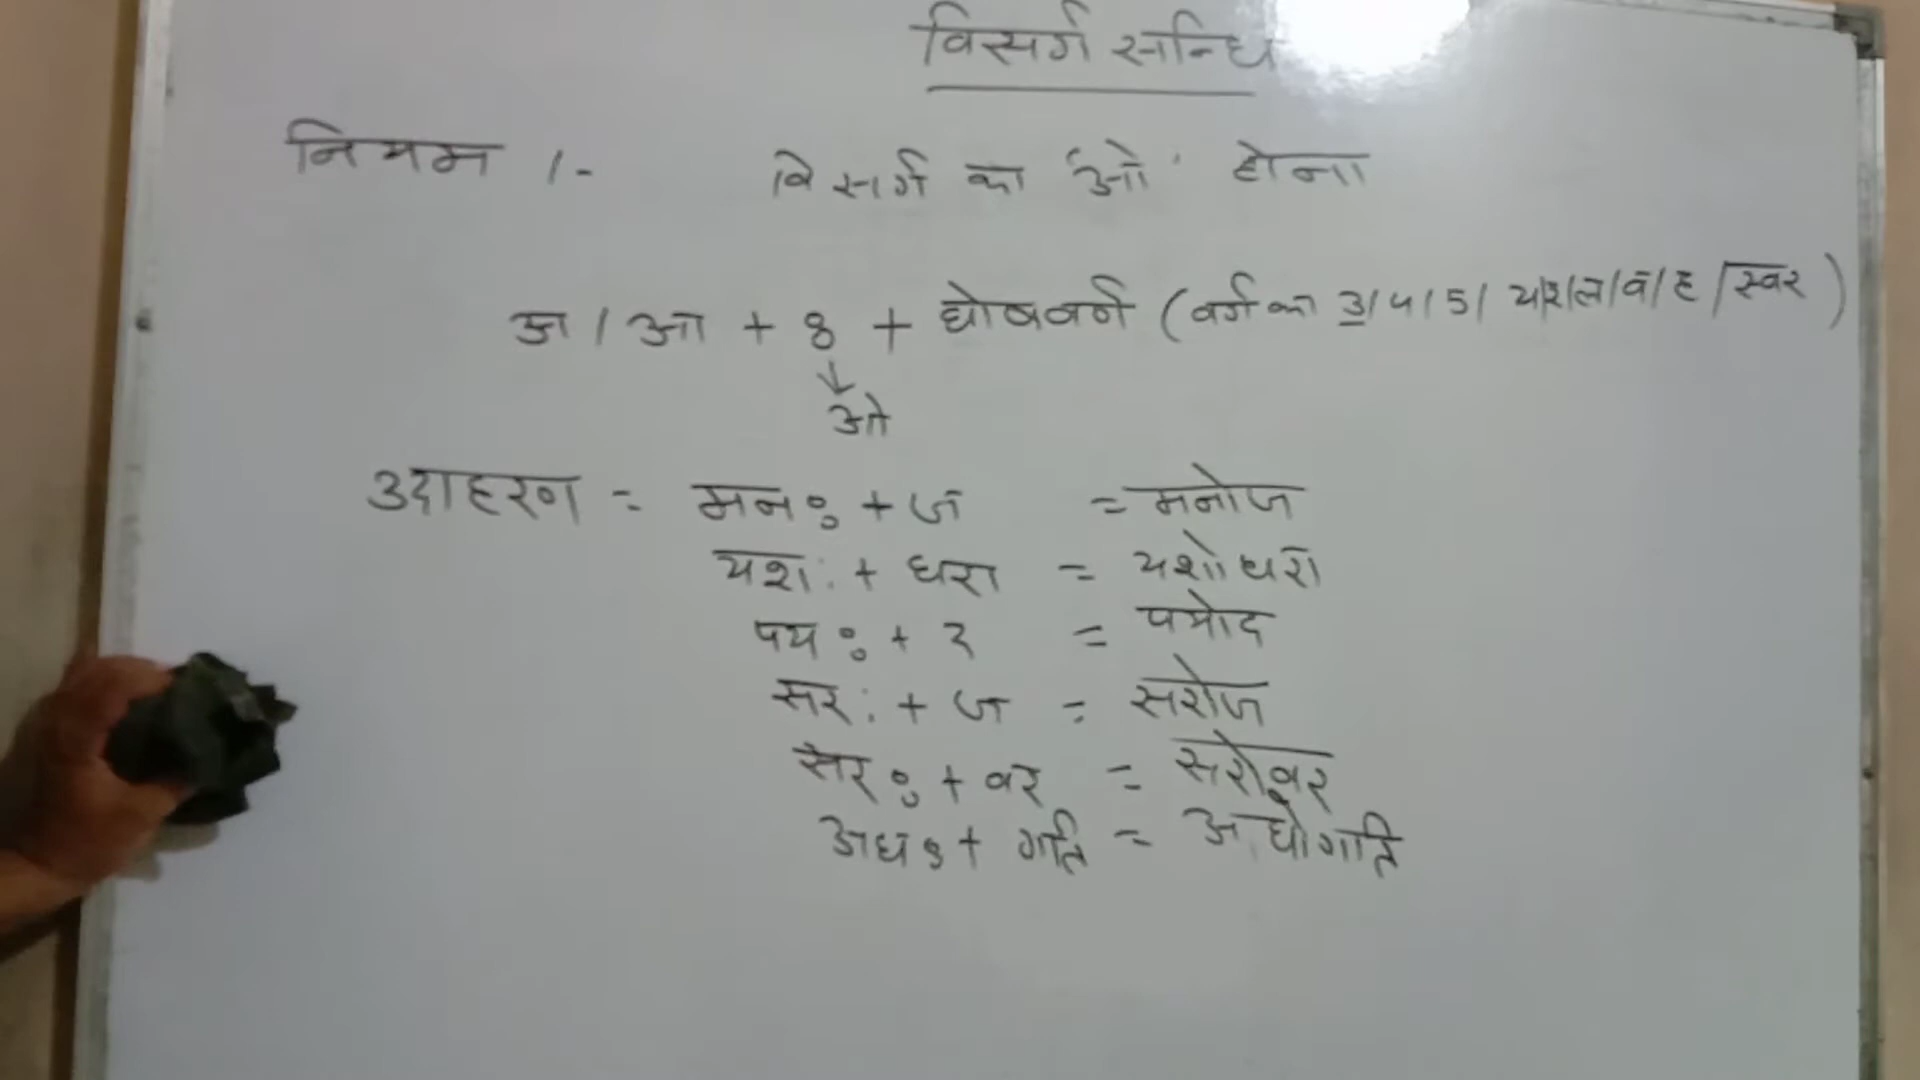 विसर्ग सन्धि
नियम 1- विसर्ग का 'ओ' होना
अ / आ + ः + घोषवर्ण (वर्ग का 3/4/5/ य/र/ल/व/ह/स्वर)
↓
ओ
उदाहरण = मनः + ज = मनोज
यशः + धरा = यशोधरा
पयः + द = पयोद
सरः + ज = सरोज
सरः + वर = सरोवर
अधः + गति = अधोगति